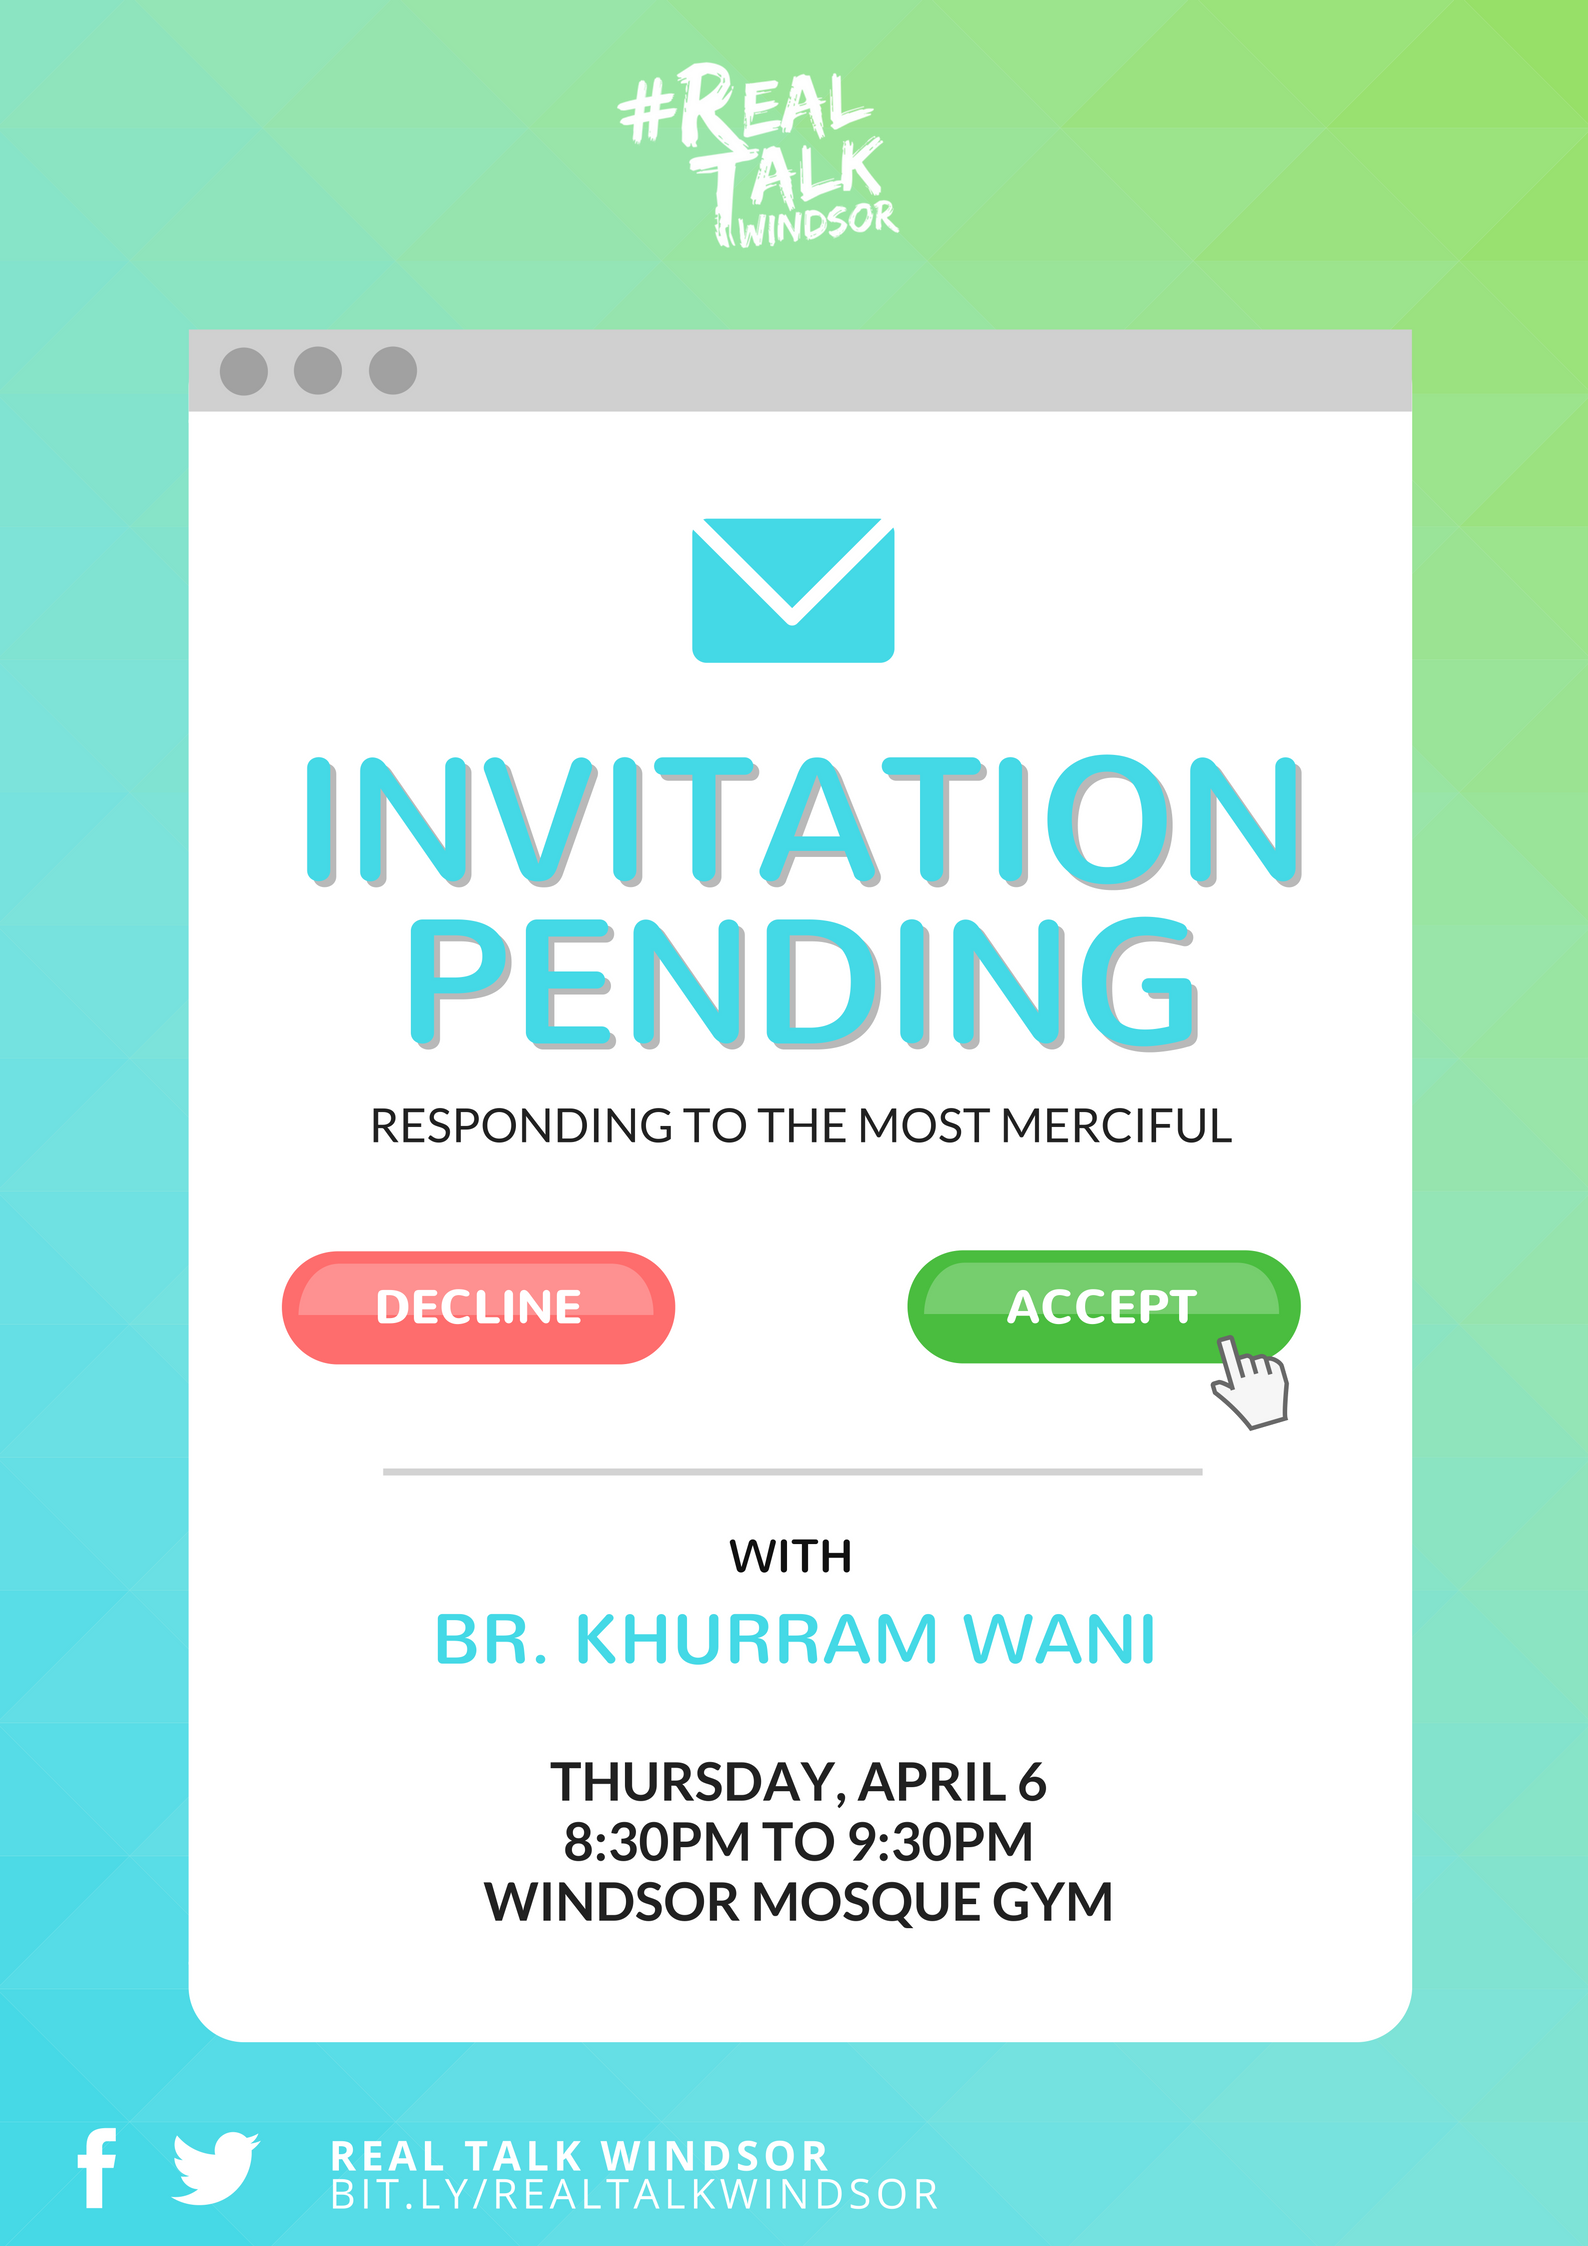 #REAL
TALK
WINDSOR
INVITATION
PENDING
RESPONDING TO THE MOST MERCIFUL
DECLINE
ACCEPT
WITH
BR. KHURRAM WANI
THURSDAY, APRIL 6
8:30PM TO 9:30PM
WINDSOR MOSQUE GYM
REAL TALK WINDSOR
BIT.LY/REALTALKWINDSOR